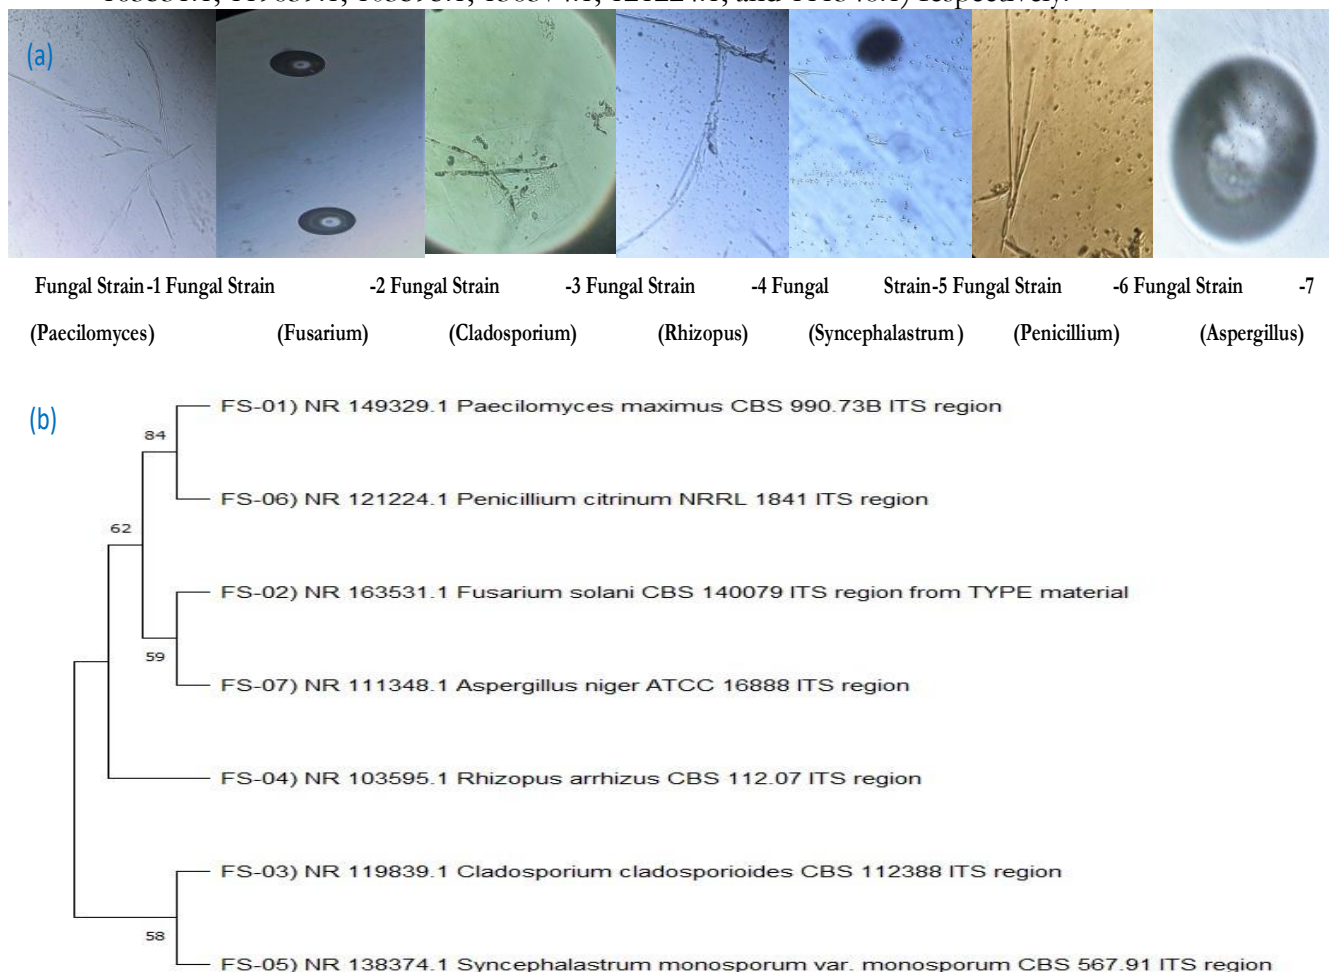 and
respectively.
(a)
Fungal Strain-1 Fungal Strain -2 Fungal Strain -3 Fungal Strain -4 Fungal Strain-5 Fungal Strain -6 Fungal Strain -7
(Paecilomyces) (Fusarium) (Cladosporium) (Rhizopus) (Syncephalastrum) (Penicillium) (Aspergillus)
(b)
FS-01) NR 149329.1 Paecilomyces maximus CBS 990.73B ITS region
84
FS-06) NR 121224.1 Penicillium citrinum NRRL 1841 ITS region
62
FS-02) NR 163531.1 Fusarium solani CBS 140079 ITS region from TYPE material
59
FS-07) NR 111348.1 Aspergillus niger ATCC 16888 ITS region
FS-04) NR 103595.1 Rhizopus arrhizus CBS 112.07 ITS region
FS-03) NR 119839.1 Cladosporium cladosporioides CBS 112388 ITS region
58
FS-05) NR 138374.1 Syncephalastrum monosporum var. monosporum CBS 567.91 ITS region